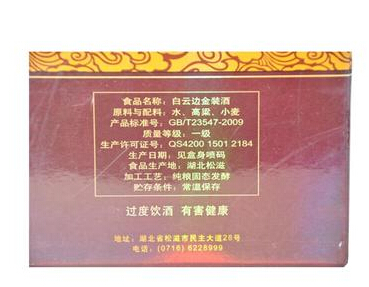 食品名称：白云边金装酒
原料与配料：水、高粱、小麦
产品标准号：GB/T23547-2009
质量等级：一级
生产许可证号：QS4200 1501 2184
生产日期：见盒身喷码
食品生产地：湖北松滋
加工工艺：纯粮固态发酵
贮存条件：常温保存
过度饮酒 有害健康
地址：湖北省松滋市民主大道28号
电话：(0716) 6228999